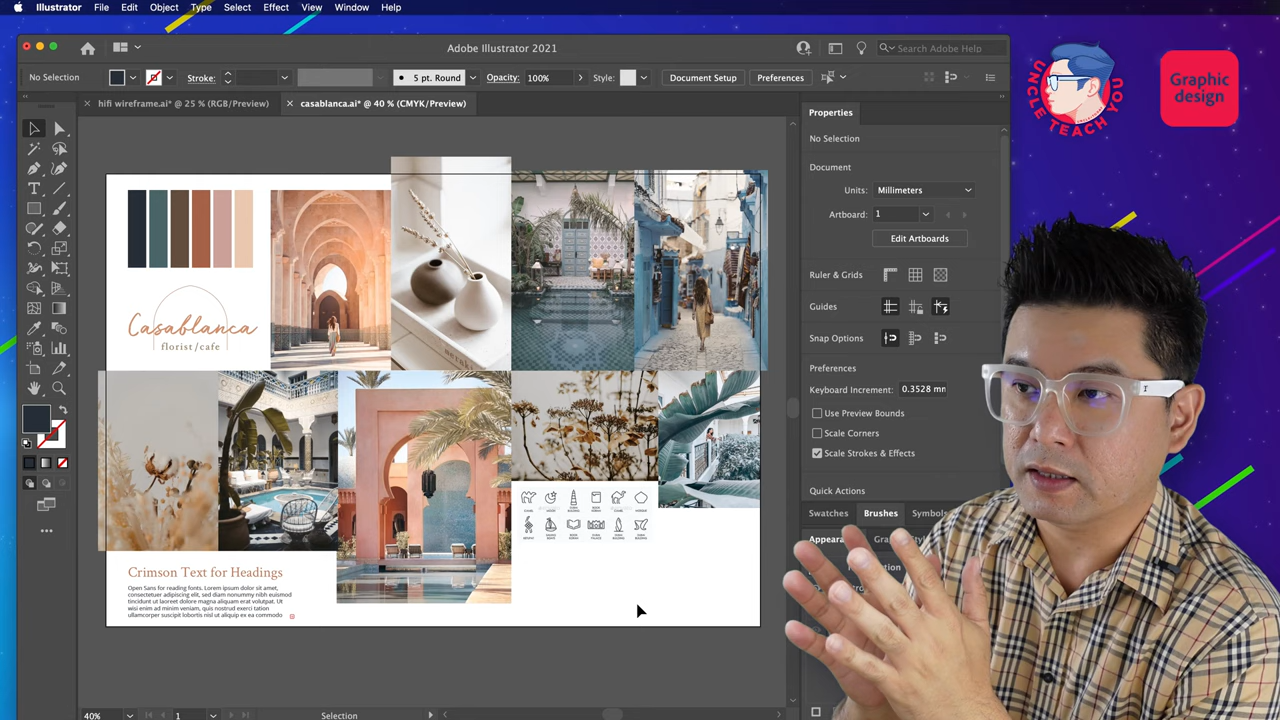 Illustrator File Edit Object Type Select Effect View Window Help
Adobe Illustrator 2021
Search Adobe Help
No Selection
Stroke:
5 pt. Round
Opacity:
100%
Style:
Document Setup
Preferences
hifi wireframe.ai* @ 25 % (RGB/Preview)
casablanca.ai* @ 40 % (CMYK/Preview)
UNCLE TEACH YOU
Graphic
design
Properties
No Selection
Document
Units:
Millimeters
Artboard:
1
Edit Artboards
Ruler & Grids
Guides
Snap Options
Preferences
Keyboard Increment:
0.3528 mm
Use Preview Bounds
Scale Corners
Scale Strokes & Effects
Quick Actions
Swatches
Brushes
Symbols
Casablanca
florist/cafe
Crimson Text for Headings
Open Sans for reading fonts. Lorem ipsum dolor sit amet,
consectetuer adipiscing elit, sed diam nonummy nibh euismod
tincidunt ut laoreet dolore magna aliquam erat volutpat. Ut
wisi enim ad minim veniam, quis nostrud exerci tation
ullamcorper suscipit lobortis nisl ut aliquip ex ea commodo
40%
1
Selection